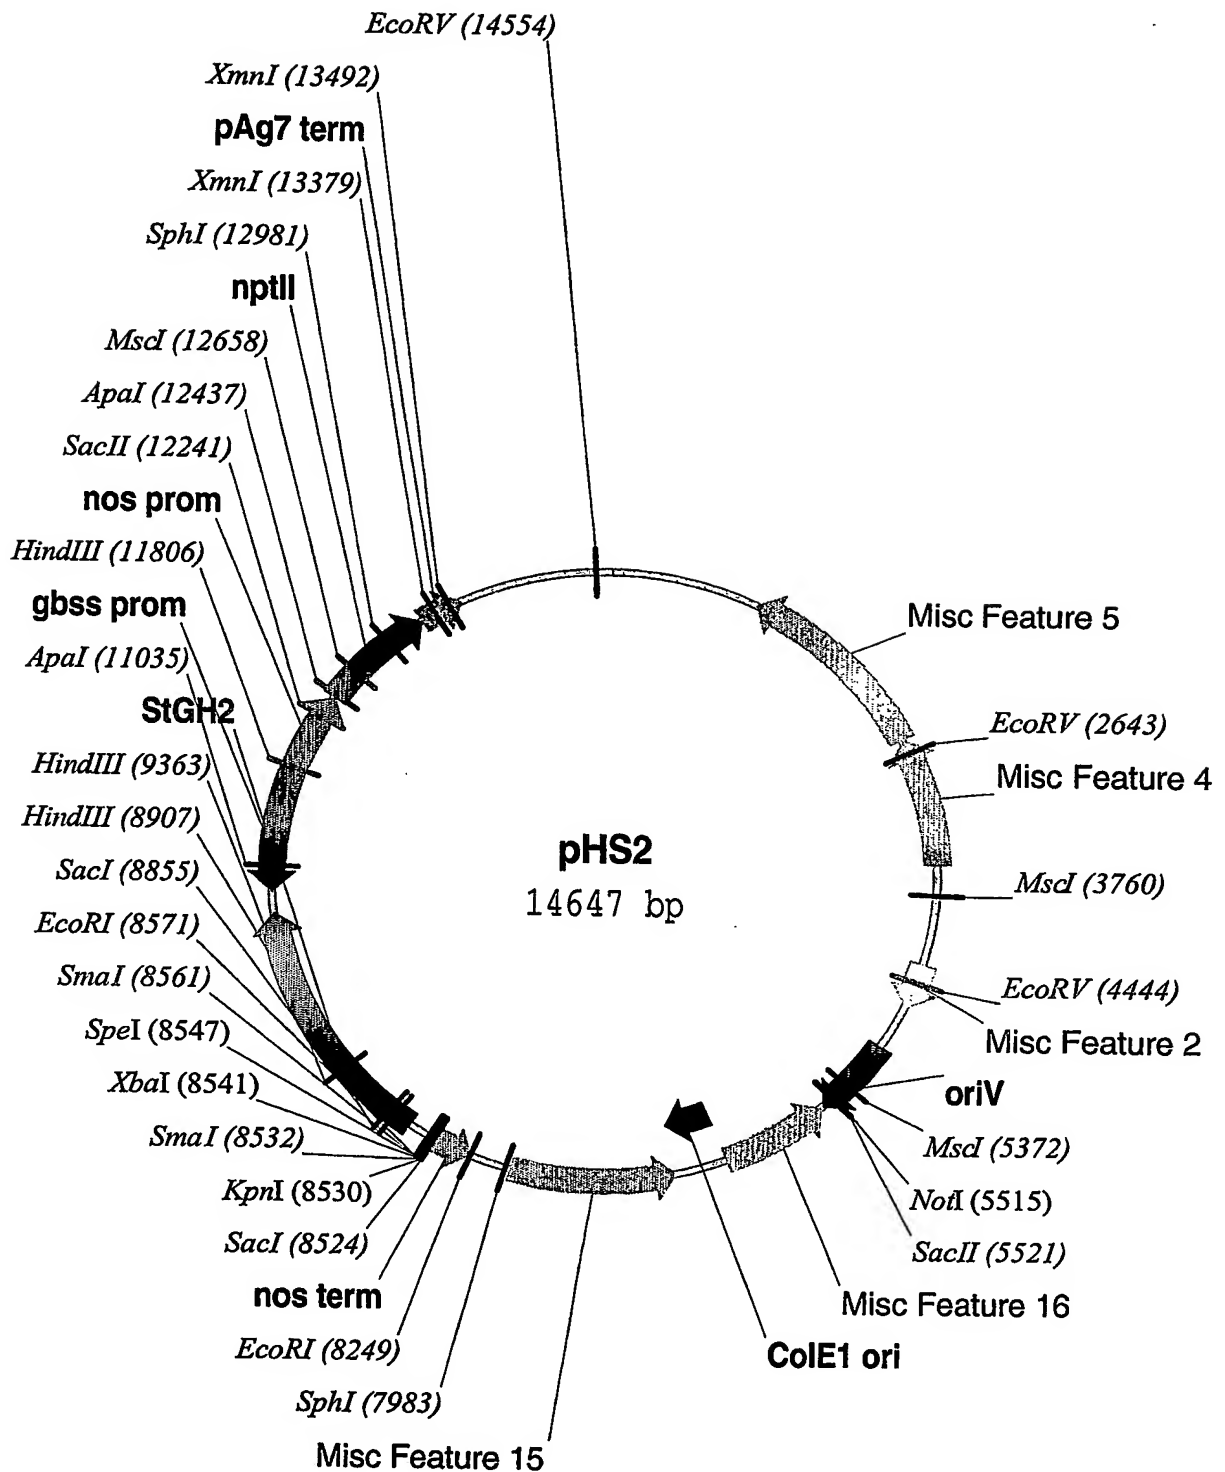 EcoRV (14554)
XmnI (13492)
pAg7 term
XmnI (13379)
SphI (12981)
nptII
MscI (12658)
ApaI (12437)
SacII (12241)
nos prom
HindIII (11806)
gbss prom
ApaI (11035)
StGH2
HindIII (9363)
HindIII (8907)
SacI (8855)
EcoRI (8571)
SmaI (8561)
SpeI (8547)
XbaI (8541)
SmaI (8532)
KpnI (8530)
SacI (8524)
nos term
EcoRI (8249)
SphI (7983)
Misc Feature 15
pHS2
14647 bp
Misc Feature 5
EcoRV (2643)
Misc Feature 4
MscI (3760)
EcoRV (4444)
Misc Feature 2
oriV
MscI (5372)
NotI (5515)
SacII (5521)
Misc Feature 16
ColE1 ori